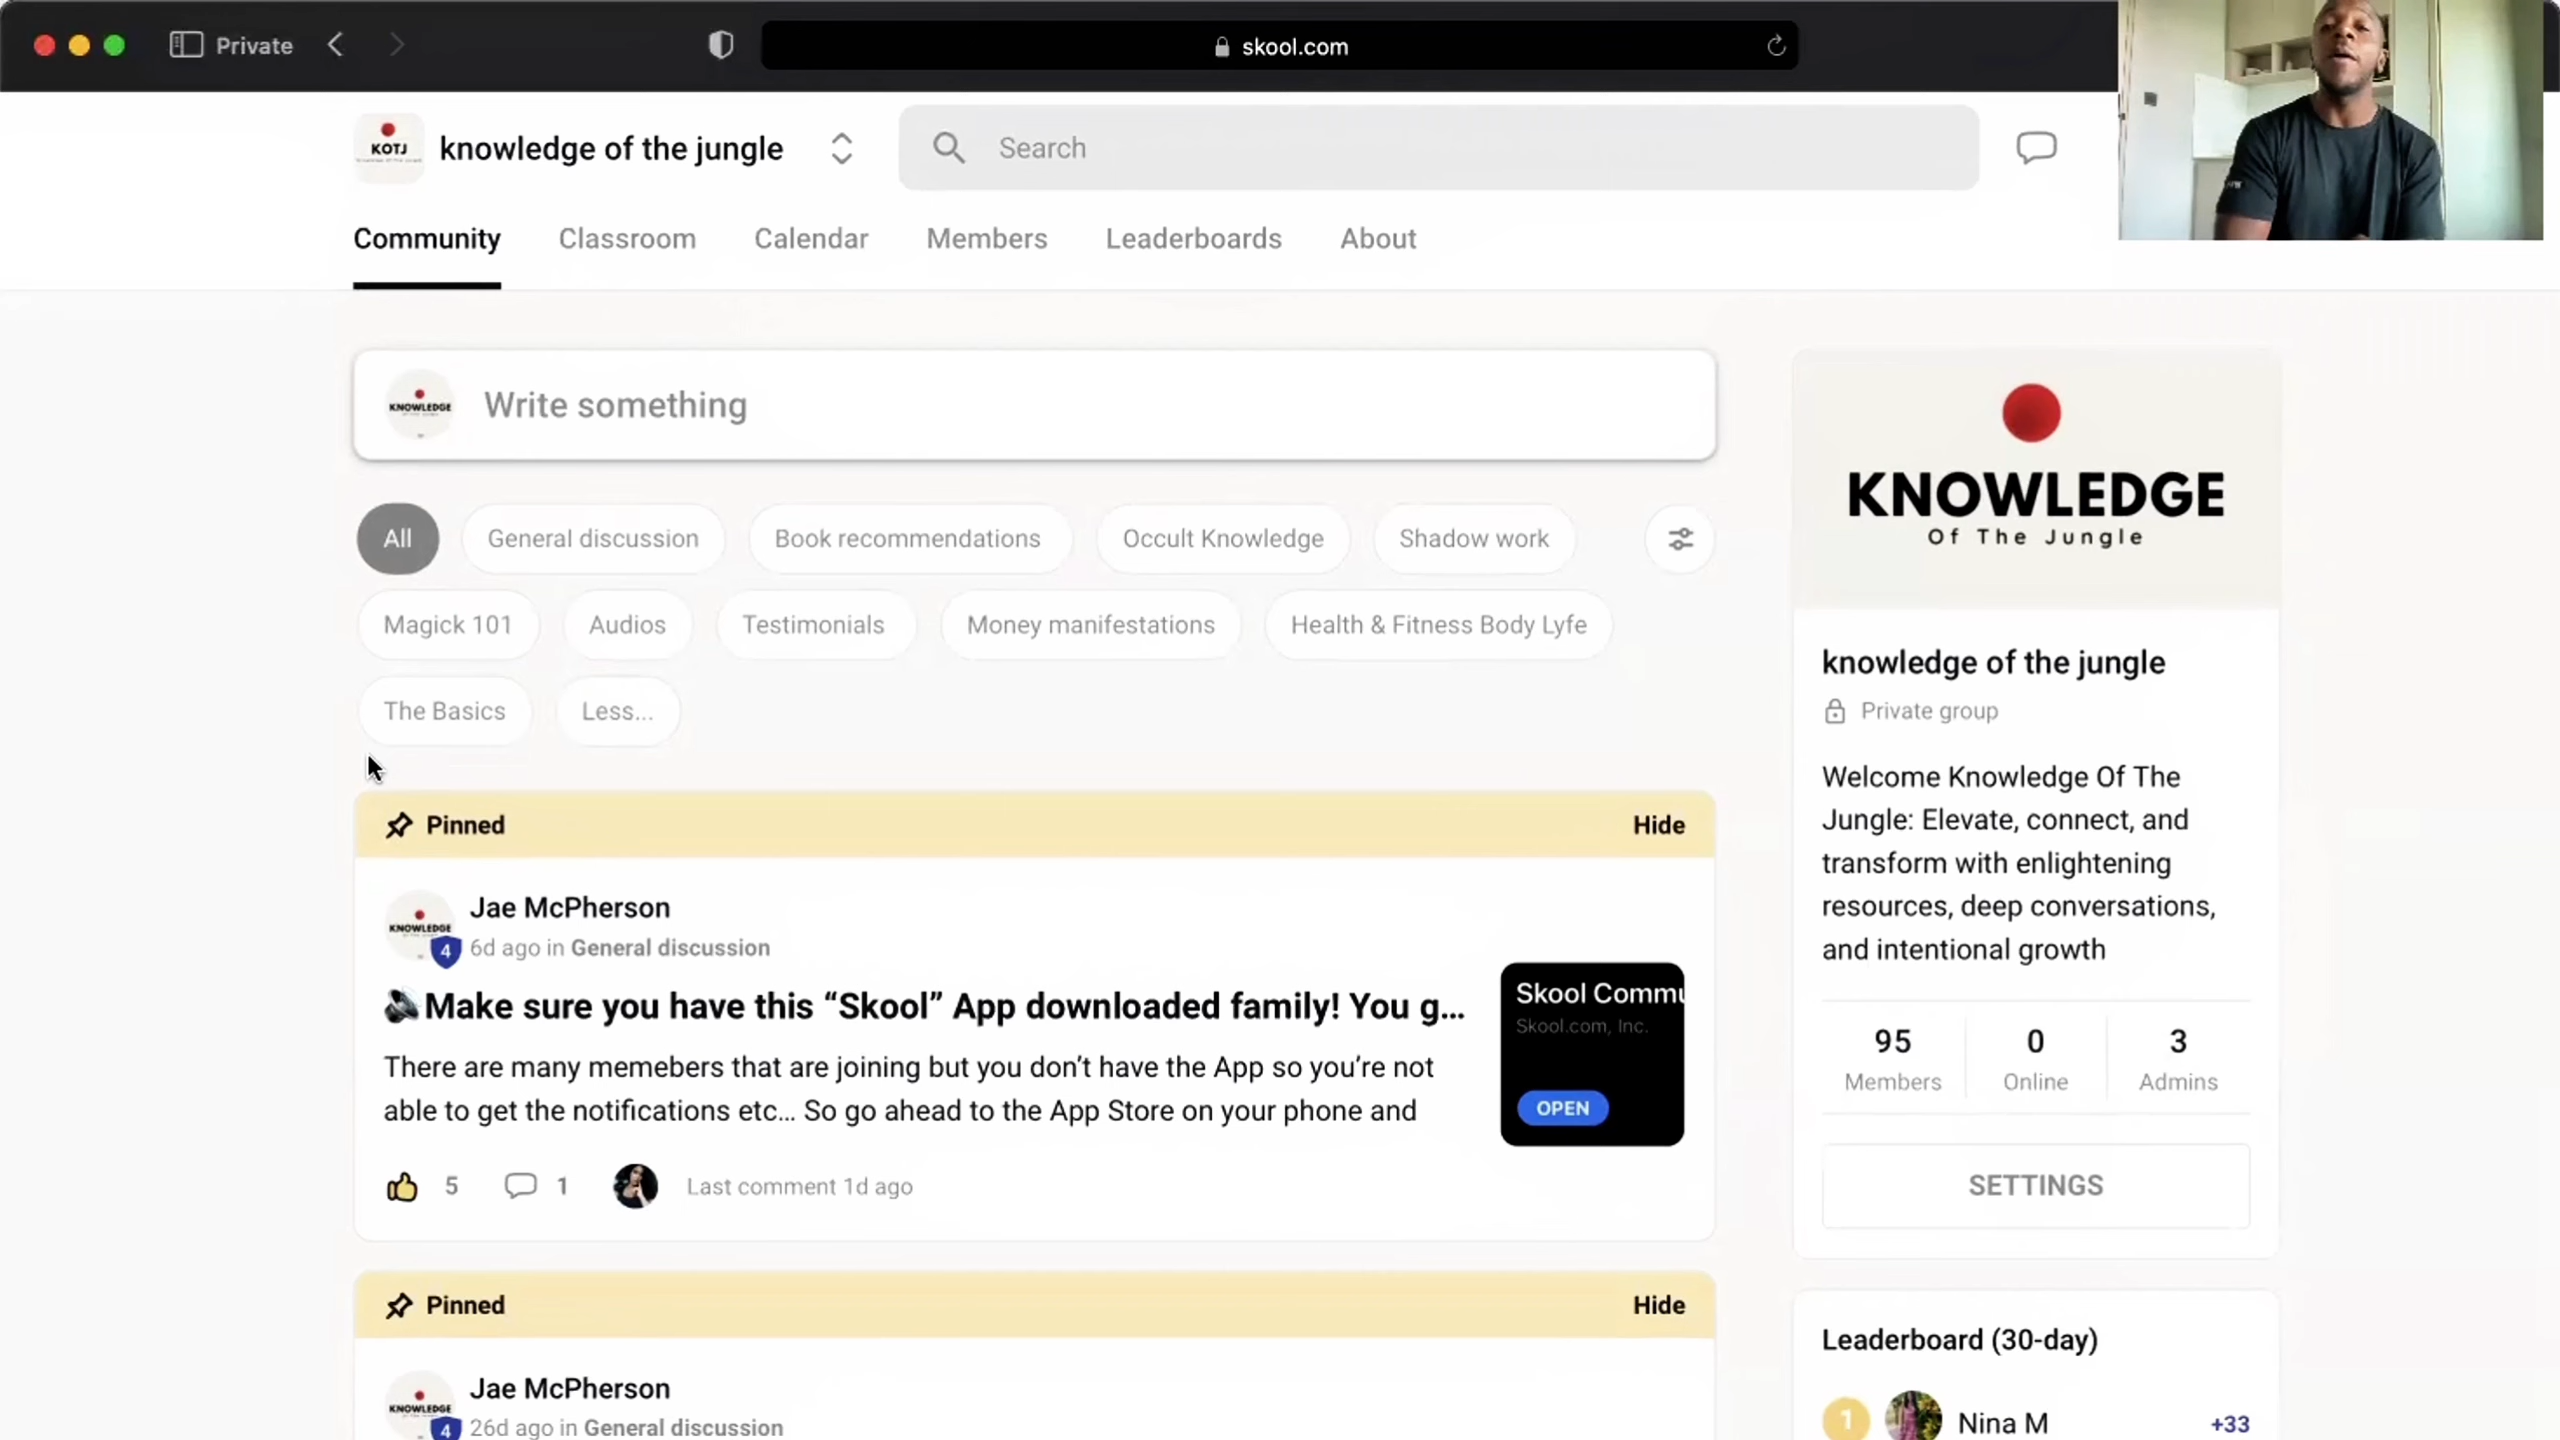 Private
skool.com
KOTJ
knowledge of the jungle
Search
Community
Classroom
Calendar
Members
Leaderboards
About
KNOWLEDGE
Write something
All
General discussion
Book recommendations
Occult Knowledge
Shadow work
Magick 101
Audios
Testimonials
Money manifestations
Health & Fitness Body Lyfe
The Basics
Less...
Pinned
Hide
KNOWLEDGE
4
Jae McPherson
6d ago in General discussion
🔊Make sure you have this “Skool” App downloaded family! You g...
There are many memebers that are joining but you don’t have the App so you’re not
able to get the notifications etc... So go ahead to the App Store on your phone and
Skool Commu
Skool.com, Inc.
OPEN
5
1
Last comment 1d ago
Pinned
Hide
KNOWLEDGE
4
Jae McPherson
26d ago in General discussion
KNOWLEDGE
Of The Jungle
knowledge of the jungle
Private group
Welcome Knowledge Of The
Jungle: Elevate, connect, and
transform with enlightening
resources, deep conversations,
and intentional growth
95
Members
0
Online
3
Admins
SETTINGS
Leaderboard (30-day)
1
Nina M
+33